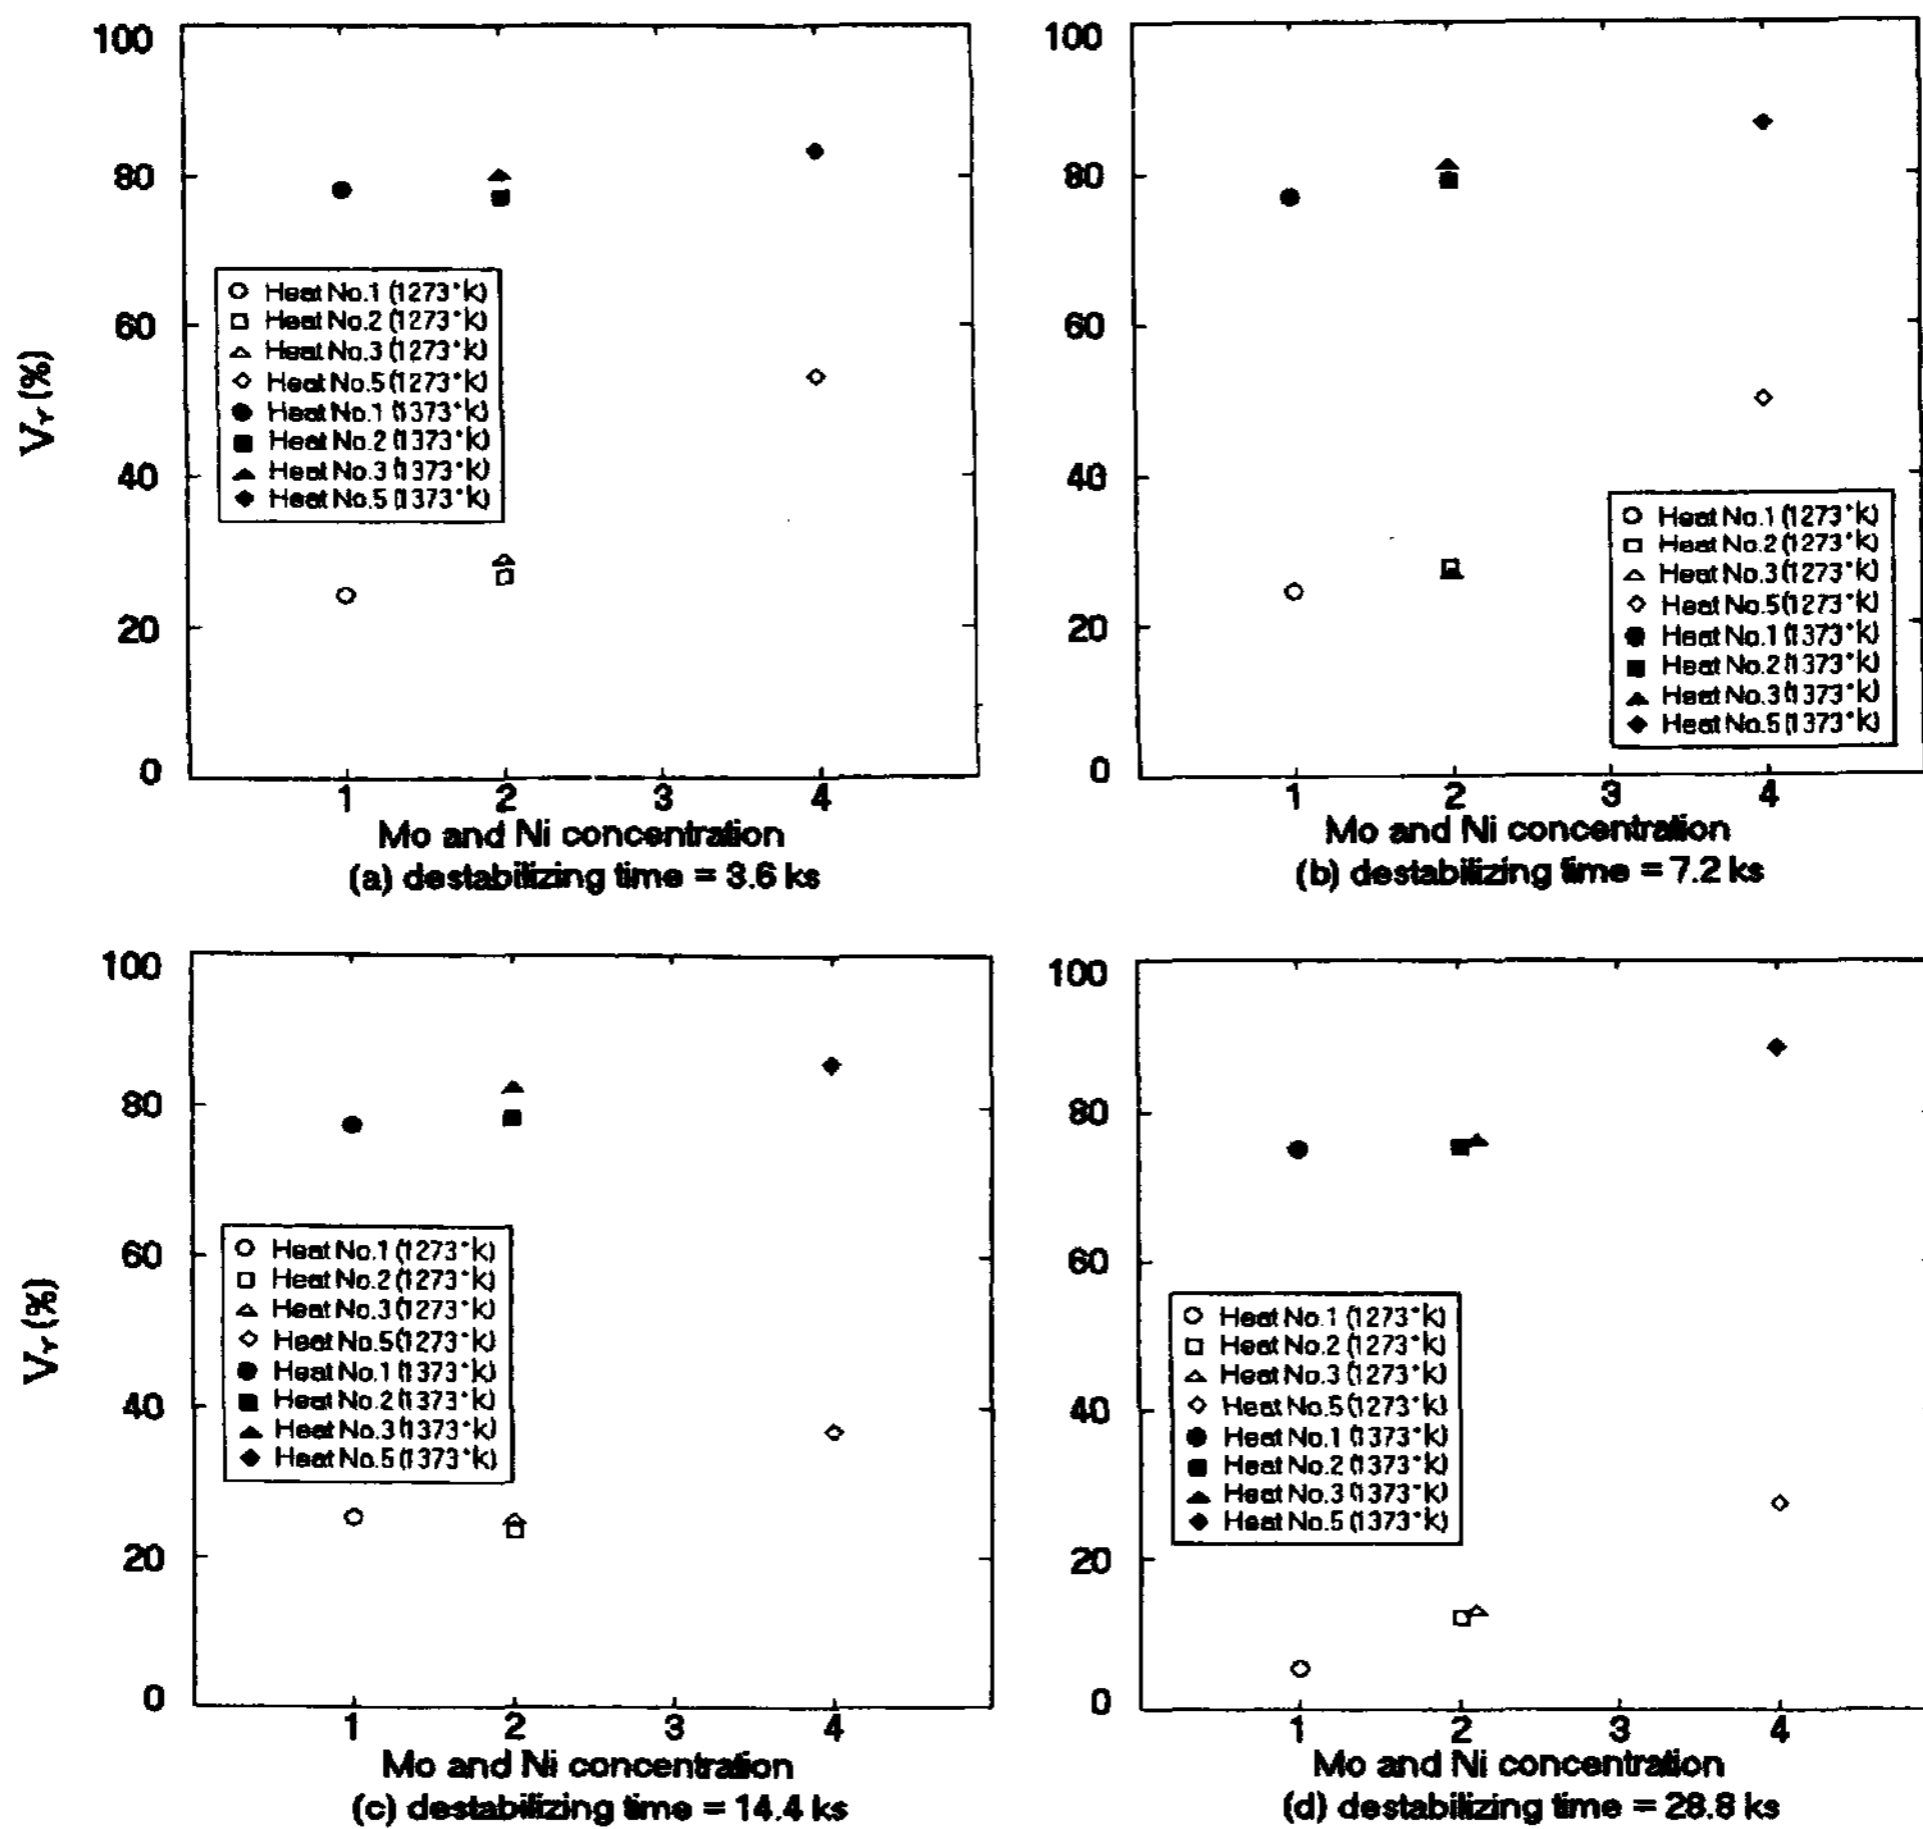 100
80
60
40
20
0
Vγ (%)
○ Heat No.1 (1273°K)
□ Heat No.2 (1273°K)
△ Heat No.3 (1273°K)
◇ Heat No.5 (1273°K)
● Heat No.1 (1373°K)
■ Heat No.2 (1373°K)
▲ Heat No.3 (1373°K)
◆ Heat No.5 (1373°K)
1 2 3 4
Mo and Ni concentration
(a) destabilizing time = 3.6 ks
100
80
60
40
20
0
○ Heat No.1 (1273°K)
□ Heat No.2 (1273°K)
△ Heat No.3 (1273°K)
◇ Heat No.5 (1273°K)
● Heat No.1 (1373°K)
■ Heat No.2 (1373°K)
▲ Heat No.3 (1373°K)
◆ Heat No.5 (1373°K)
1 2 3 4
Mo and Ni concentration
(b) destabilizing time = 7.2 ks
100
80
60
40
20
0
Vγ (%)
○ Heat No.1 (1273°K)
□ Heat No.2 (1273°K)
△ Heat No.3 (1273°K)
◇ Heat No.5 (1273°K)
● Heat No.1 (1373°K)
■ Heat No.2 (1373°K)
▲ Heat No.3 (1373°K)
◆ Heat No.5 (1373°K)
1 2 3 4
Mo and Ni concentration
(c) destabilizing time = 14.4 ks
100
80
60
40
20
0
○ Heat No.1 (1273°K)
□ Heat No.2 (1273°K)
△ Heat No.3 (1273°K)
◇ Heat No.5 (1273°K)
● Heat No.1 (1373°K)
■ Heat No.2 (1373°K)
▲ Heat No.3 (1373°K)
◆ Heat No.5 (1373°K)
1 2 3 4
Mo and Ni concentration
(d) destabilizing time = 28.8 ks